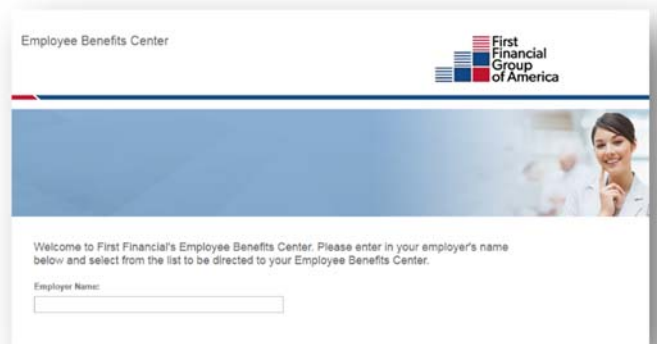 Employee Benefits Center
First
Financial
Group
of America
Welcome to First Financial's Employee Benefits Center. Please enter in your employer's name
below and select from the list to be directed to your Employee Benefits Center.
Employer Name: